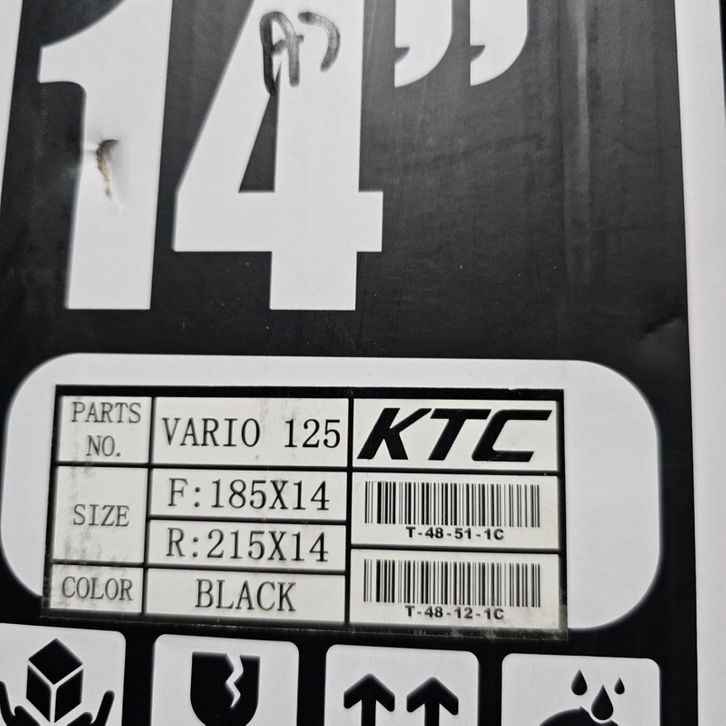 14”
PARTS NO.
VARIO 125
KTC
SIZE
F:185X14
R:215X14
T-48-51-1C
COLOR
BLACK
T-48-12-1C